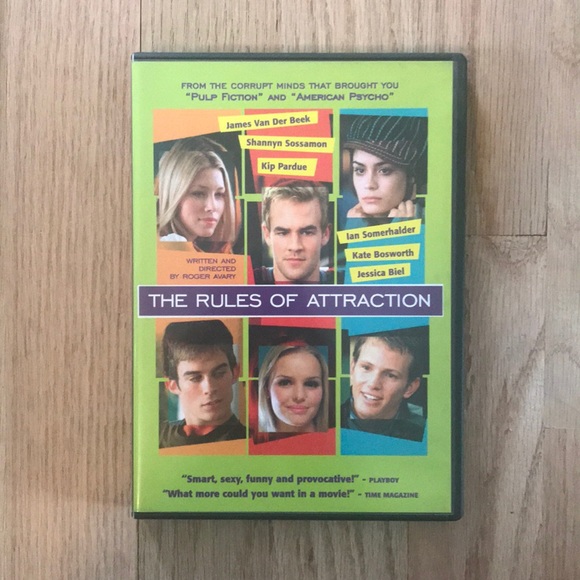 FROM THE CORRUPT MINDS THAT BROUGHT YOU
"PULP FICTION" AND "AMERICAN PSYCHO"
James Van Der Beek
Shannyn Sossamon
Kip Pardue
Ian Somerhalder
Kate Bosworth
Jessica Biel
WRITTEN AND
DIRECTED
BY ROGER AVARY
THE RULES OF ATTRACTION
"Smart, sexy, funny and provocative!" - PLAYBOY
"What more could you want in a movie!" - TIME MAGAZINE